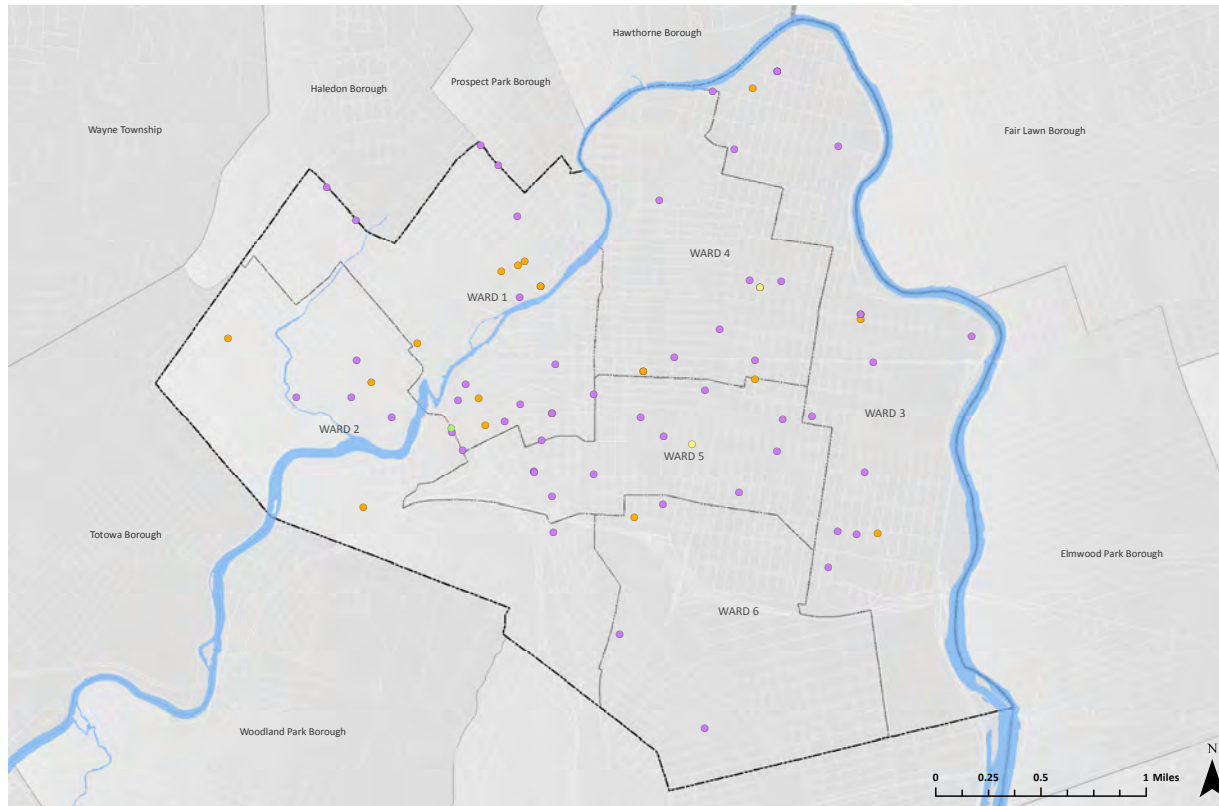 Hawthorne Borough
Prospect Park Borough
Haledon Borough
Wayne Township
Fair Lawn Borough
WARD 4
WARD 1
WARD 3
WARD 2
WARD 5
Totowa Borough
Elmwood Park Borough
WARD 6
Woodland Park Borough
N
0 0.25 0.5 1 Miles